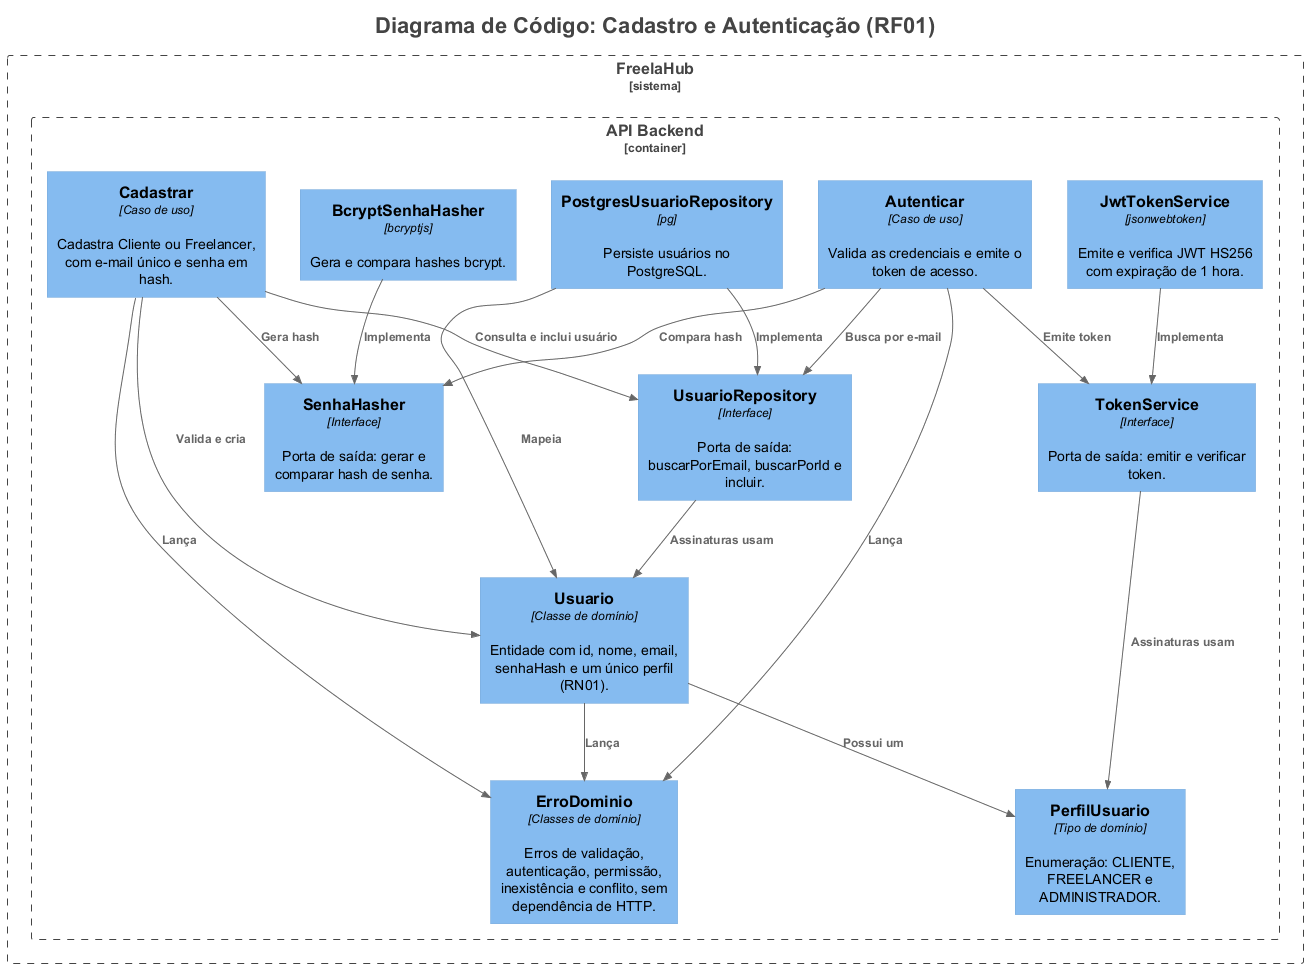 Diagrama de Código: Cadastro e Autenticação (RF01)
FreelaHub
[sistema]
API Backend
[container]
Cadastrar
[Caso de uso]
Cadastra Cliente ou Freelancer,
com e-mail único e senha em
hash.
BcryptSenhaHasher
[bcryptjs]
Gera e compara hashes bcrypt.
PostgresUsuarioRepository
[pg]
Persiste usuários no
PostgreSQL.
Autenticar
[Caso de uso]
Valida as credenciais e emite o
token de acesso.
JwtTokenService
[jsonwebtoken]
Emite e verifica JWT HS256
com expiração de 1 hora.
Gera hash
Implementa
Consulta e inclui usuário
Compara hash
Implementa
Busca por e-mail
Emite token
Implementa
SenhaHasher
[Interface]
Porta de saída: gerar e
comparar hash de senha.
UsuarioRepository
[Interface]
Porta de saída:
buscarPorEmail, buscarPorId e
incluir.
TokenService
[Interface]
Porta de saída: emitir e verificar
token.
Valida e cria
Mapeia
Lança
Assinaturas usam
Lança
Usuario
[Classe de domínio]
Entidade com id, nome, email,
senhaHash e um único perfil
(RN01).
Assinaturas usam
Lança
Possui um
ErroDominio
[Classes de domínio]
Erros de validação,
autenticação, permissão,
inexistência e conflito, sem
dependência de HTTP.
PerfilUsuario
[Tipo de domínio]
Enumeração: CLIENTE,
FREELANCER e
ADMINISTRADOR.